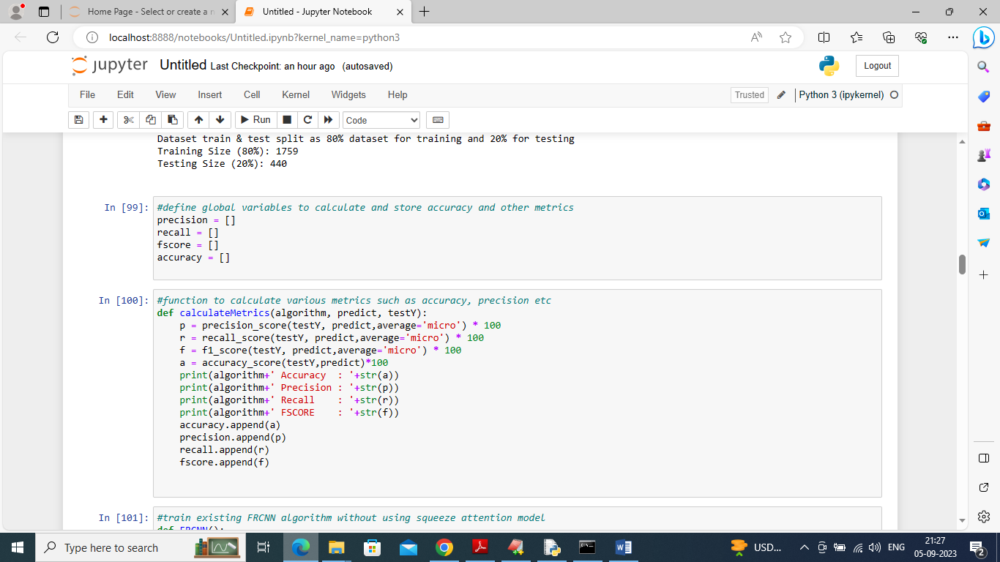 Home Page - Select or create a n
Untitled - Jupyter Notebook
localhost:8888/notebooks/Untitled.ipynb?kernel_name=python3
jupyter Untitled Last Checkpoint: an hour ago (autosaved)
Logout
File Edit View Insert Cell Kernel Widgets Help
Trusted Python 3 (ipykernel)
Run Code
Dataset train & test split as 80% dataset for training and 20% for testing
Training Size (80%): 1759
Testing Size (20%): 440
In [99]: #define global variables to calculate and store accuracy and other metrics
precision = []
recall = []
fscore = []
accuracy = []
In [100]: #function to calculate various metrics such as accuracy, precision etc
def calculateMetrics(algorithm, predict, testY):
    p = precision_score(testY, predict,average='micro') * 100
    r = recall_score(testY, predict,average='micro') * 100
    f = f1_score(testY, predict,average='micro') * 100
    a = accuracy_score(testY,predict)*100
    print(algorithm+' Accuracy  : '+str(a))
    print(algorithm+' Precision : '+str(p))
    print(algorithm+' Recall    : '+str(r))
    print(algorithm+' FSCORE    : '+str(f))
    accuracy.append(a)
    precision.append(p)
    recall.append(r)
    fscore.append(f)
In [101]: #train existing FRCNN algorithm without using squeeze attention model
def FRCNN():
Type here to search
USD...
ENG
21:27
05-09-2023
2